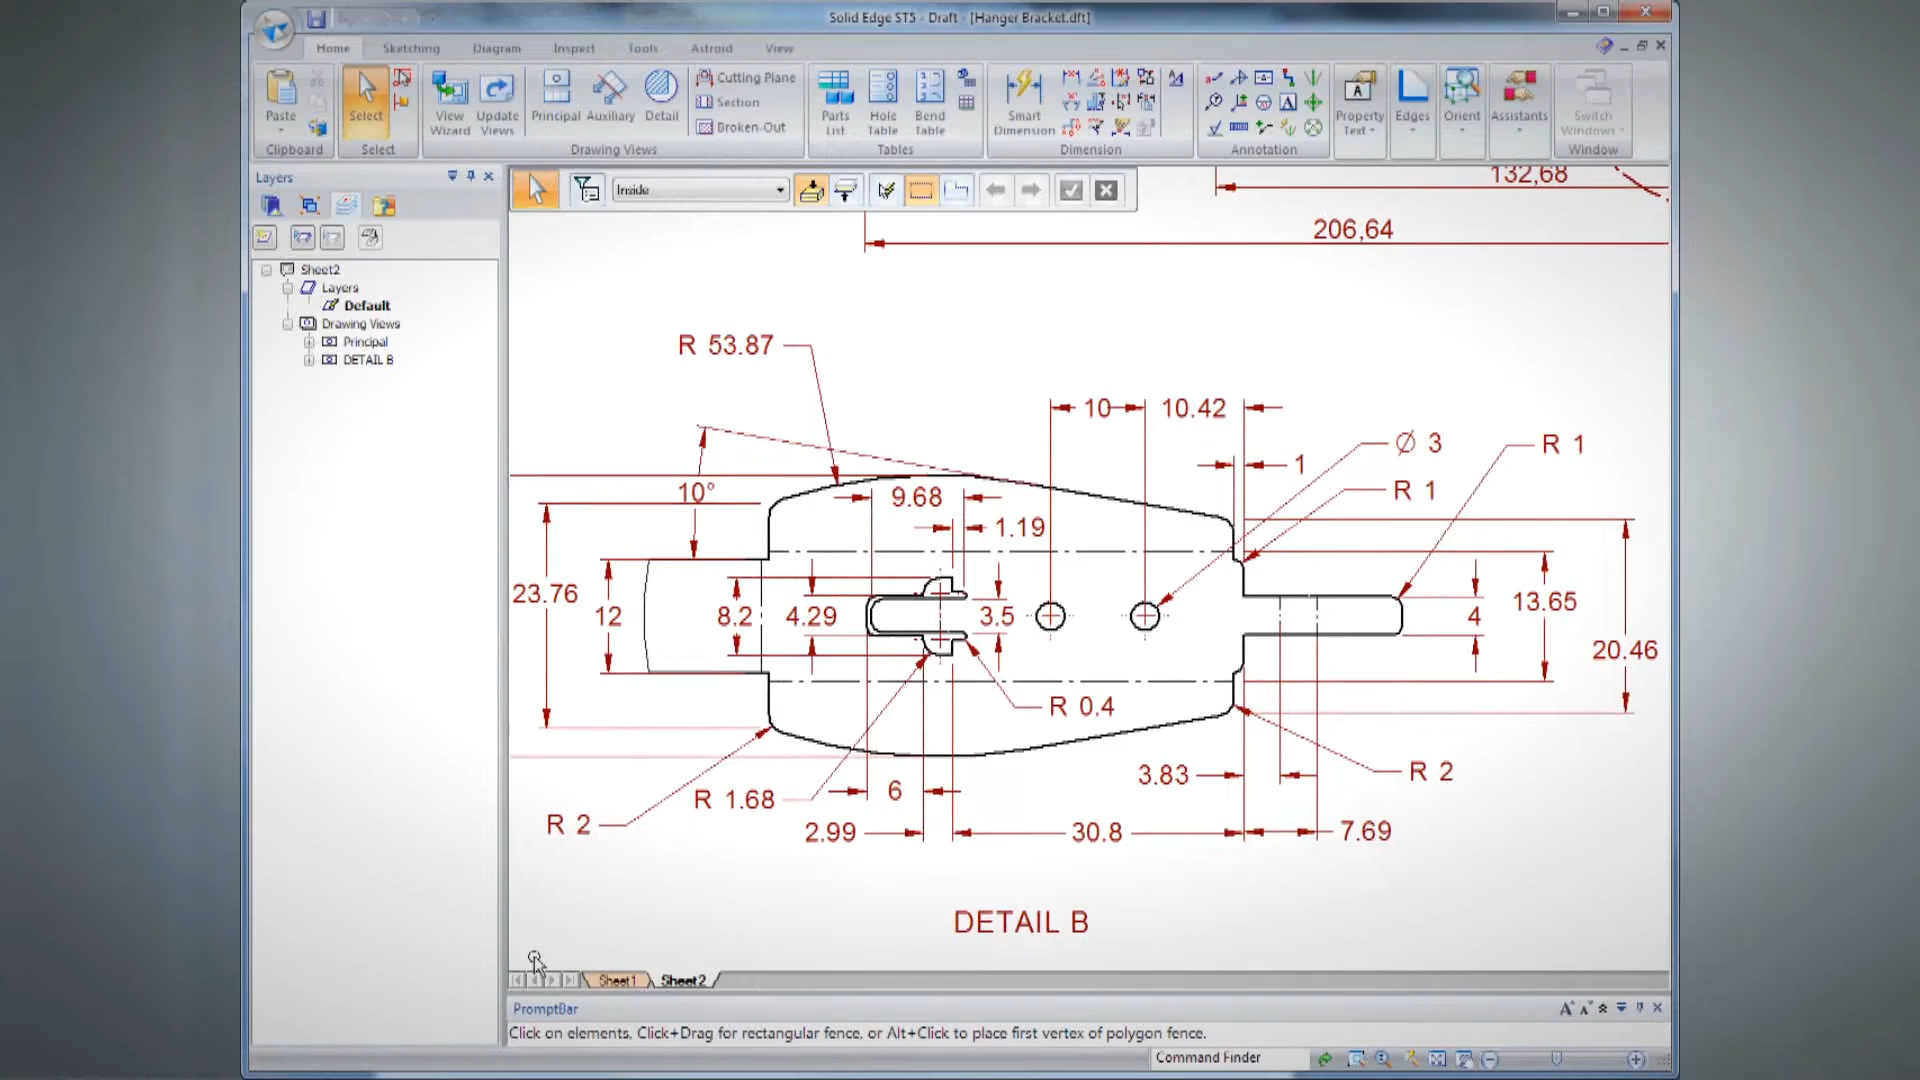 Solid Edge ST5 - Draft - [Hanger Bracket.dft]
Home Sketching Diagram Inspect Tools Astroid View
Paste
Clipboard
Select
Select
View Wizard
Update Views
Principal
Auxiliary
Detail
Cutting Plane
Section
Broken-Out
Drawing Views
Parts List
Hole Table
Bend Table
Tables
Smart Dimension
Dimension
Annotation
Property Text
Edges
Orient
Assistants
Switch Windows
Window
Layers
Inside
Sheet2
Layers
Default
Drawing Views
Principal
DETAIL B
132,68
206,64
R 53.87
10
10.42
Ø 3
R 1
1
R 1
10°
9.68
1.19
23.76
12
8.2
4.29
3.5
4
13.65
20.46
R 0.4
R 2
3.83
R 1.68
6
R 2
2.99
30.8
7.69
DETAIL B
Sheet1 Sheet2
PromptBar
Click on elements, Click+Drag for rectangular fence, or Alt+Click to place first vertex of polygon fence.
Command Finder